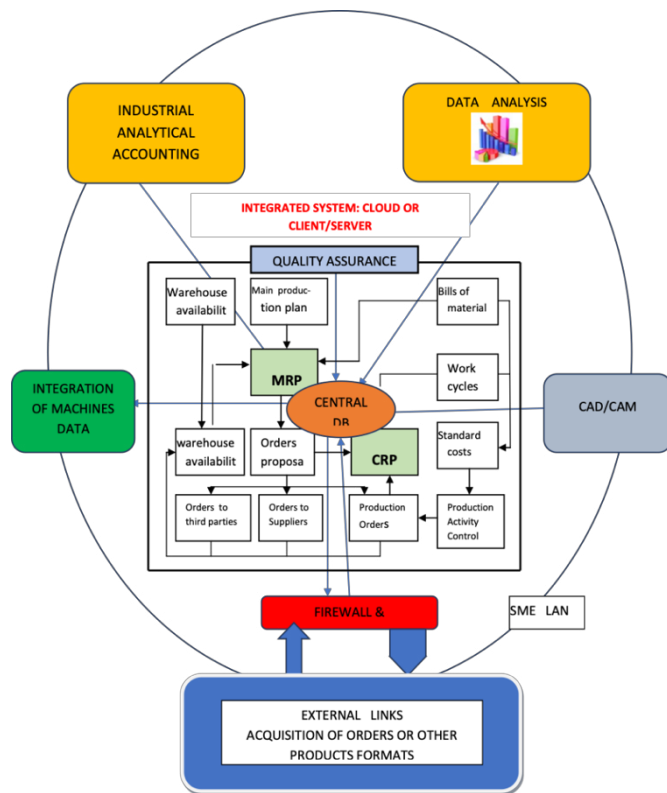 INDUSTRIAL
ANALYTICAL
ACCOUNTING
DATA ANALYSIS
INTEGRATED SYSTEM: CLOUD OR
CLIENT/SERVER
QUALITY ASSURANCE
Warehouse
availabilit
Main produc-
tion plan
Bills of
material
MRP
Work
cycles
CENTRAL
DB
INTEGRATION
OF MACHINES
DATA
CAD/CAM
warehouse
availabilit
Orders
proposa
CRP
Standard
costs
Orders to
third parties
Orders to
Suppliers
Production
Orders
Production
Activity
Control
FIREWALL &
SME LAN
EXTERNAL LINKS
ACQUISITION OF ORDERS OR OTHER
PRODUCTS FORMATS